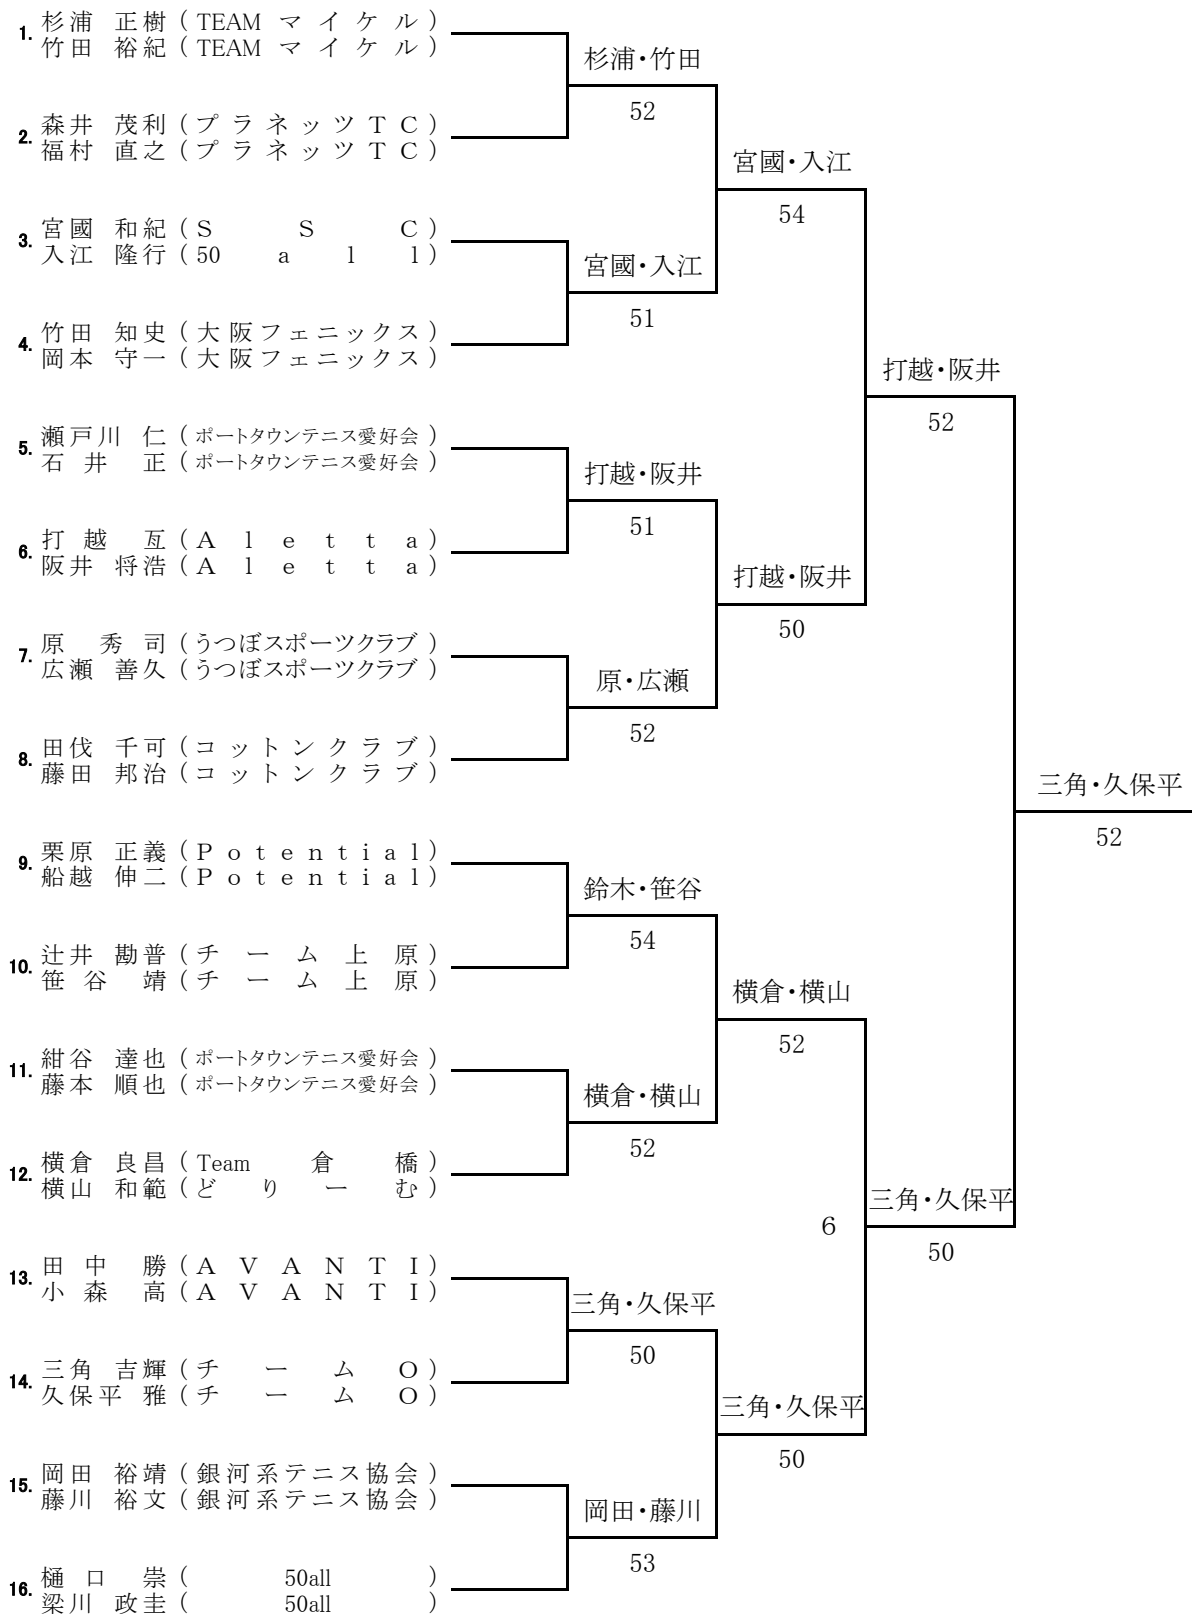 1. 杉浦 正樹 ( TEAM マイケル )
竹田 裕紀 ( TEAM マイケル )
杉浦・竹田
52
2. 森井 茂利 ( プラネッツTC )
福村 直之 ( プラネッツTC )
宮國・入江
54
3. 宮國 和紀 ( SSC )
入江 隆行 ( 50 all )
宮國・入江
51
4. 竹田 知史 ( 大阪フェニックス )
岡本 守一 ( 大阪フェニックス )
打越・阪井
52
5. 瀬戸川 仁 ( ポートタウンテニス愛好会 )
石井 正 ( ポートタウンテニス愛好会 )
打越・阪井
51
6. 打越 亙 ( Aletta )
阪井 将浩 ( Aletta )
打越・阪井
50
7. 原 秀司 ( うつぼスポーツクラブ )
広瀬 善久 ( うつぼスポーツクラブ )
原・広瀬
52
8. 田伐 千可 ( コットンクラブ )
藤田 邦治 ( コットンクラブ )
三角・久保平
52
9. 栗原 正義 ( Potential )
船越 伸二 ( Potential )
鈴木・笹谷
54
10. 辻井 勘普 ( チーム上原 )
笹谷 靖 ( チーム上原 )
横倉・横山
52
11. 紺谷 達也 ( ポートタウンテニス愛好会 )
藤本 順也 ( ポートタウンテニス愛好会 )
横倉・横山
52
12. 横倉 良昌 ( Team 倉橋 )
横山 和範 ( どりーむ )
三角・久保平
6
50
13. 田中 勝 ( AVANTI )
小森 高 ( AVANTI )
三角・久保平
50
14. 三角 吉輝 ( チームO )
久保平 雅 ( チームO )
三角・久保平
50
15. 岡田 裕靖 ( 銀河系テニス協会 )
藤川 裕文 ( 銀河系テニス協会 )
岡田・藤川
53
16. 樋口 崇 ( 50all )
梁川 政圭 ( 50all )